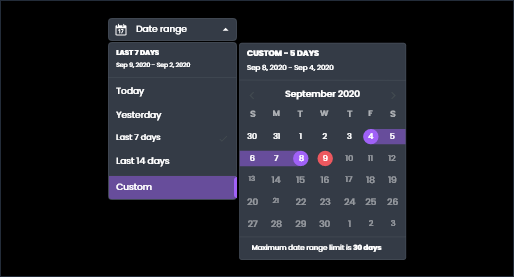 17
Date range
LAST 7 DAYS
Sep 9, 2020 - Sep 2, 2020
Today
Yesterday
Last 7 days
Last 14 days
Custom
CUSTOM - 5 DAYS
Sep 8, 2020 - Sep 4, 2020
September 2020
S M T W T F S
30 31 1 2 3 4 5
6 7 8 9 10 11 12
13 14 15 16 17 18 19
20 21 22 23 24 25 26
27 28 29 30 1 2 3
Maximum date range limit is 30 days